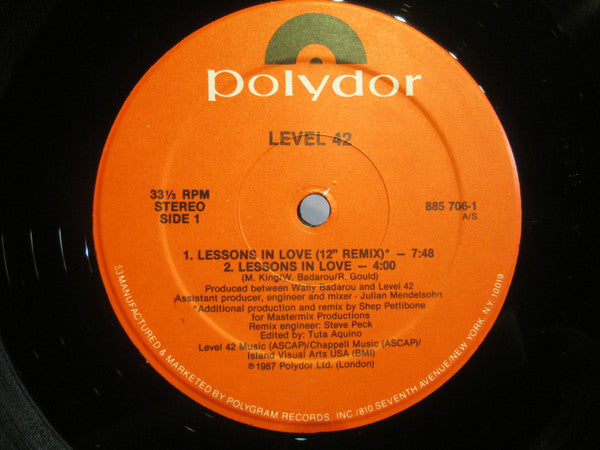 polydor
LEVEL 42
33⅓ RPM
STEREO
SIDE 1
885 706-1
A/S
1. LESSONS IN LOVE (12" REMIX)* — 7:48
2. LESSONS IN LOVE — 4:00
(M. King/W. Badarou/R. Gould)
Produced between Wally Badarou and Level 42
Assistant producer, engineer and mixer - Julian Mendelsohn
*Additional production and remix by Shep Pettibone
for Mastermix Productions
Remix engineer: Steve Peck
Edited by: Tuta Aquino
Level 42 Music (ASCAP)/Chappell Music (ASCAP)/
Island Visual Arts USA (BMI)
℗ 1987 Polydor Ltd. (London)
53 MANUFACTURED & MARKETED BY POLYGRAM RECORDS, INC./810 SEVENTH AVENUE/NEW YORK, N.Y. 10019